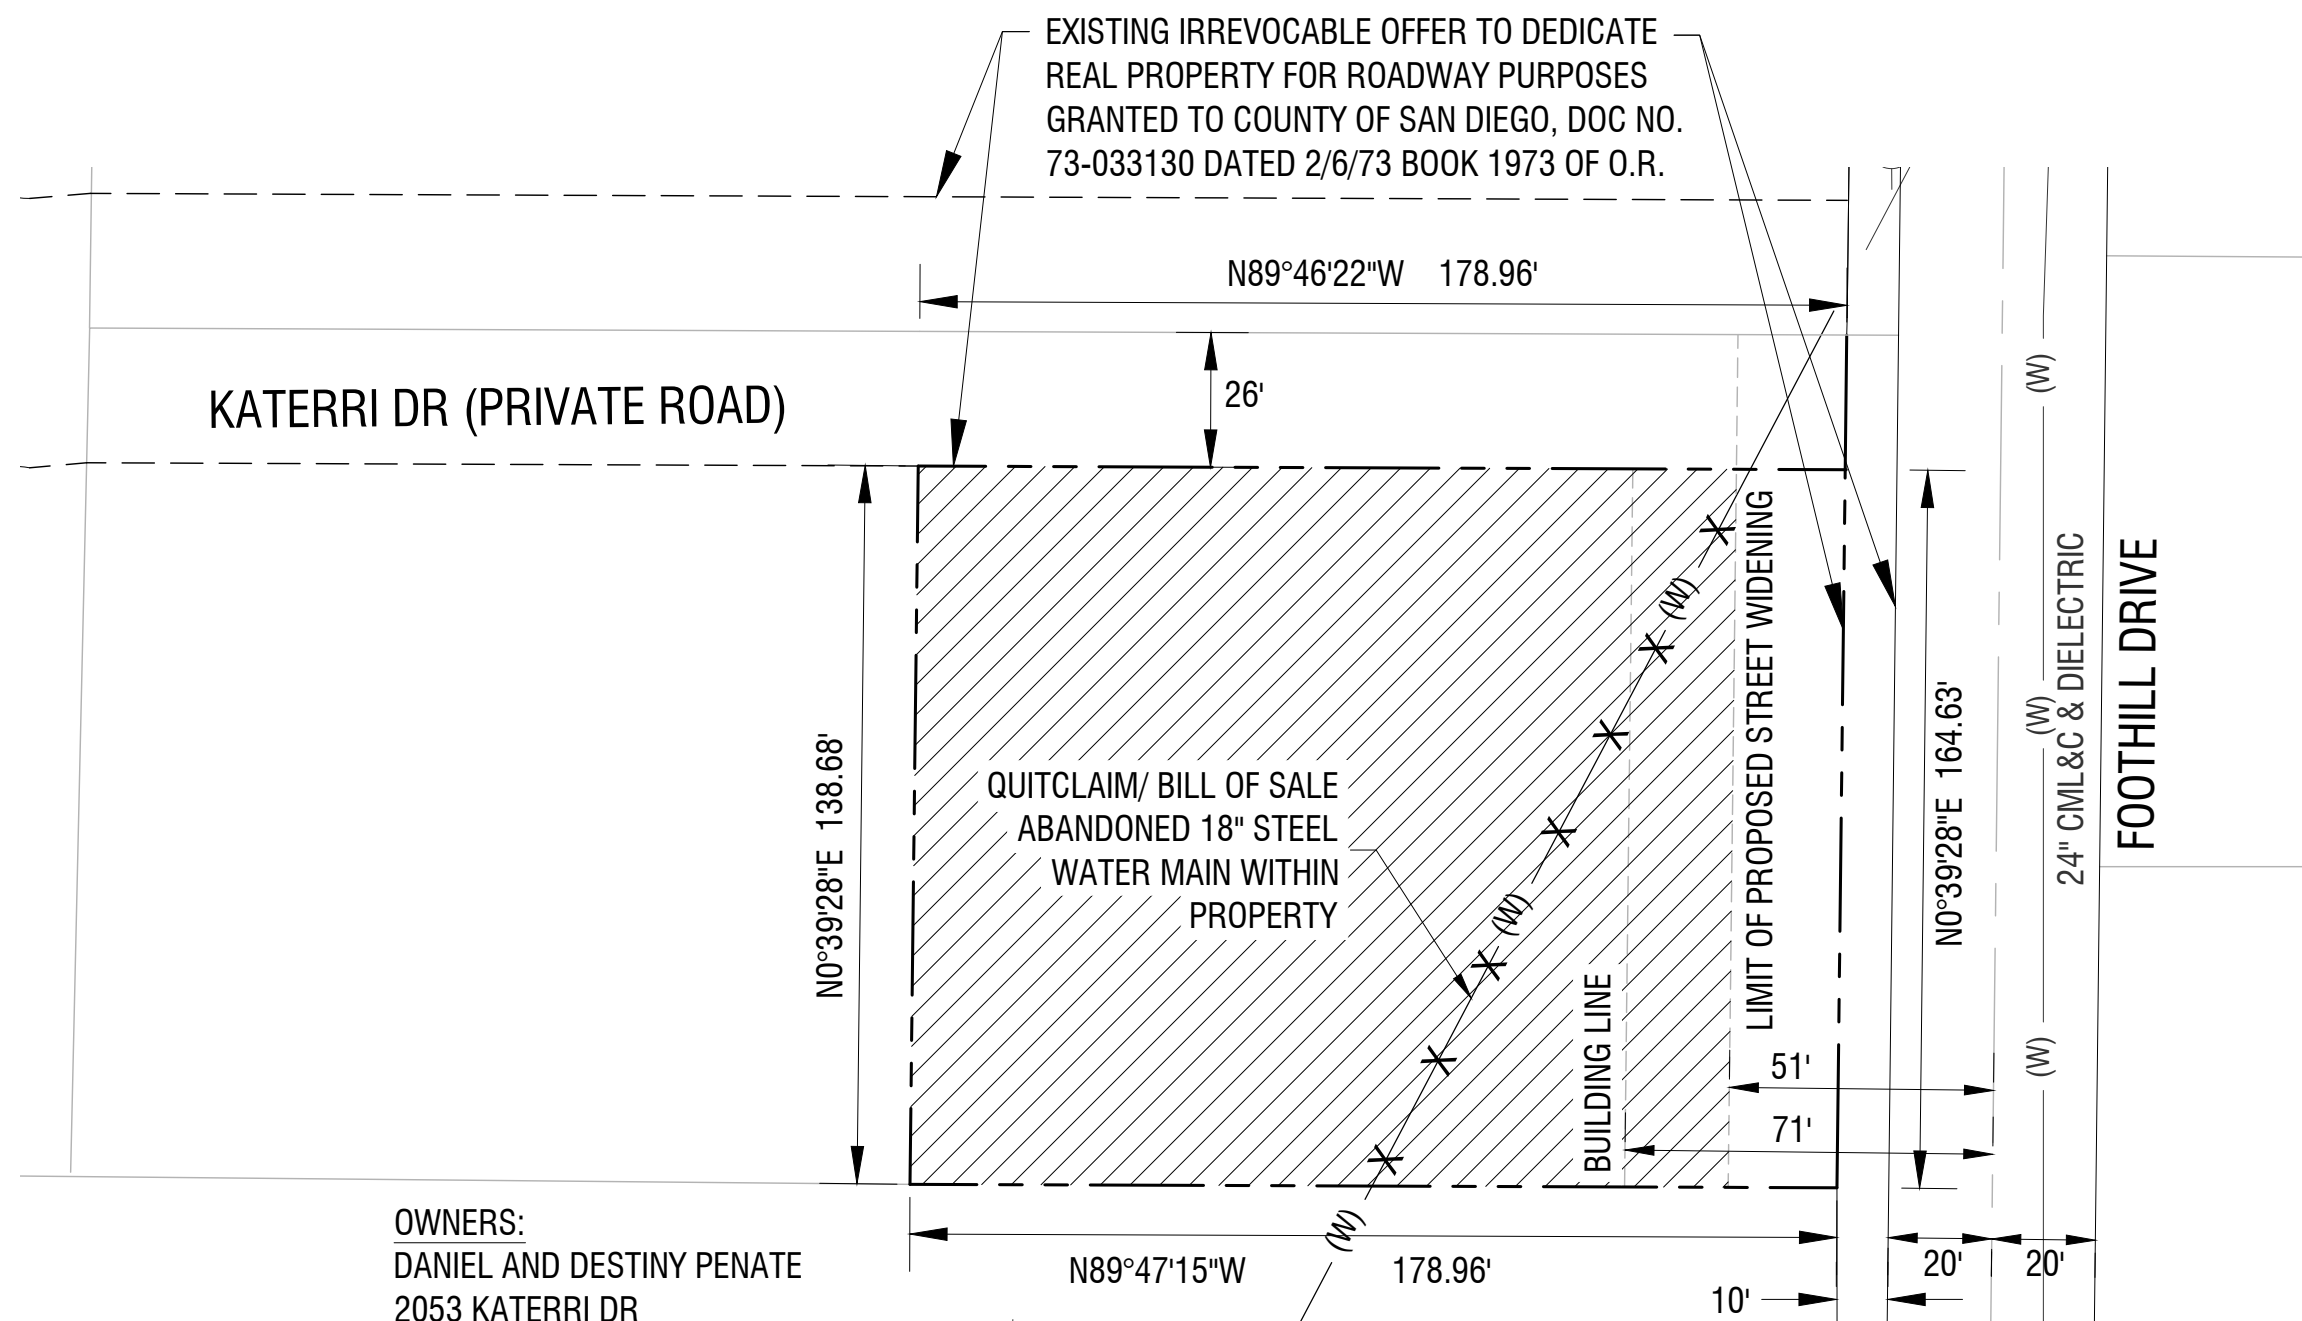 EXISTING IRREVOCABLE OFFER TO DEDICATE
REAL PROPERTY FOR ROADWAY PURPOSES
GRANTED TO COUNTY OF SAN DIEGO, DOC NO.
73-033130 DATED 2/6/73 BOOK 1973 OF O.R.
N89°46'22"W 178.96'
26'
KATERRI DR (PRIVATE ROAD)
N0°39'28"E 138.68'
QUITCLAIM/ BILL OF SALE
ABANDONED 18" STEEL
WATER MAIN WITHIN
PROPERTY
X
(W)
X
X
X
(W)
X
X
X
(W)
BUILDING LINE
LIMIT OF PROPOSED STREET WIDENING
N0°39'28"E 164.63'
(W)
(W)
(W)
24" CML&C & DIELECTRIC
FOOTHILL DRIVE
51'
71'
N89°47'15"W 178.96'
20'
20'
10'
OWNERS:
DANIEL AND DESTINY PENATE
2053 KATERRI DR